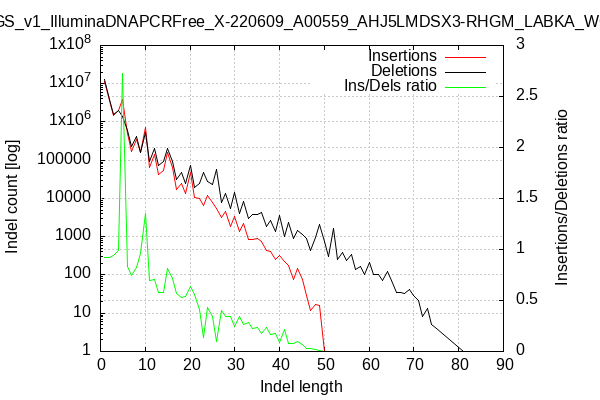 GS_v1_IlluminaDNAPCRFree_X-220609_A00559_AHJ5LMDSX3-RHGM_LABKA_W
Insertions
Deletions
Ins/Dels ratio
1x10^8
1x10^7
1x10^6
100000
10000
1000
100
10
1
3
2.5
2
1.5
1
0.5
0
Indel count [log]
Insertions/Deletions ratio
0 10 20 30 40 50 60 70 80 90
Indel length